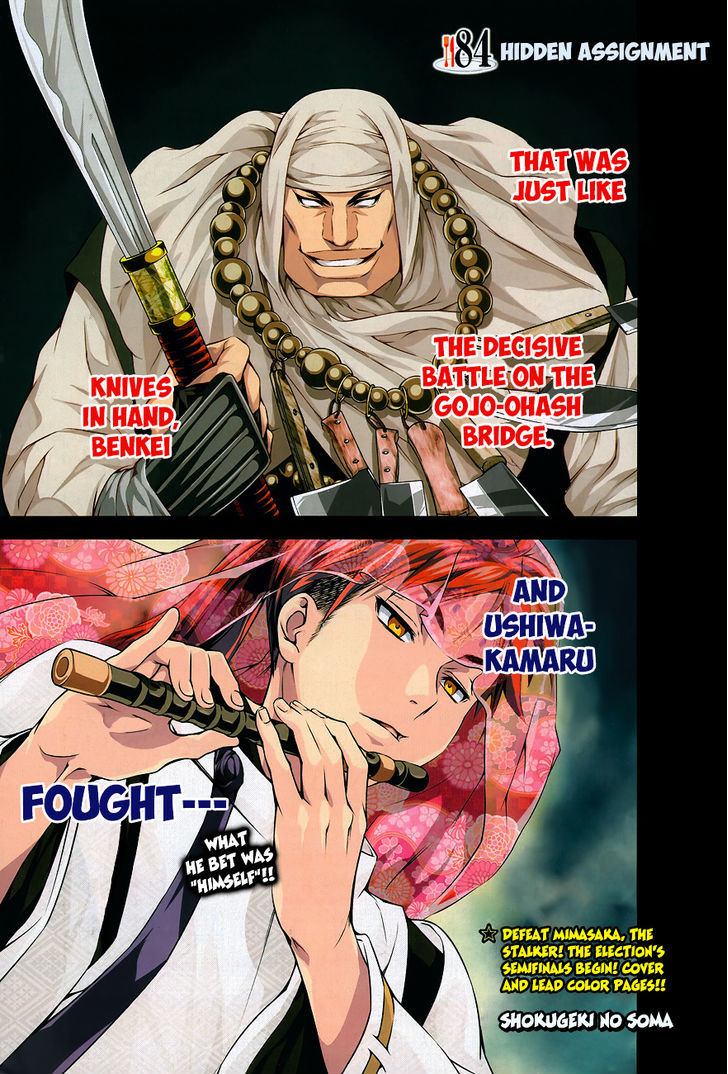 84 HIDDEN ASSIGNMENT
THAT WAS
JUST LIKE
THE DECISIVE
BATTLE ON THE
GOJO-OHASH
BRIDGE.
KNIVES
IN HAND,
BENKEI
AND
USHIWA-
KAMARU
FOUGHT---
WHAT
HE BET WAS
"HIMSELF"!!
☆ DEFEAT MIMASAKA, THE
STALKER! THE ELECTION'S
SEMIFINALS BEGIN! COVER
AND LEAD COLOR PAGES!!
SHOKUGEKI NO SOMA